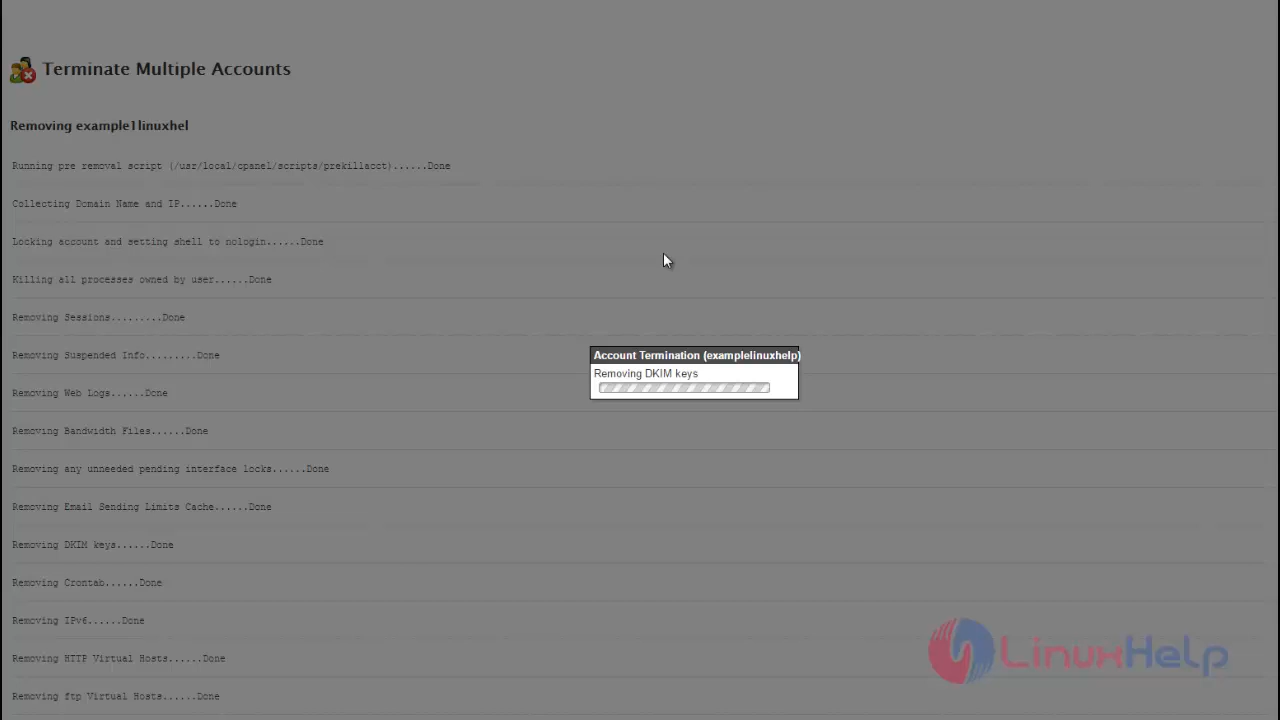 Terminate Multiple Accounts
Removing example1linuxhel
Running pre removal script (/usr/local/cpanel/scripts/prekillacct)......Done
Collecting Domain Name and IP......Done
Locking account and setting shell to nologin......Done
Killing all processes owned by user......Done
Removing Sessions.........Done
Removing Suspended Info.........Done
Account Termination (examplelinuxhelp)
Removing DKIM keys
Removing Web Logs......Done
Removing Bandwidth Files......Done
Removing any unneeded pending interface locks......Done
Removing Email Sending Limits Cache......Done
Removing DKIM keys......Done
Removing Crontab......Done
Removing IPv6......Done
Removing HTTP Virtual Hosts......Done
LinuxHelp
Removing ftp Virtual Hosts......Done